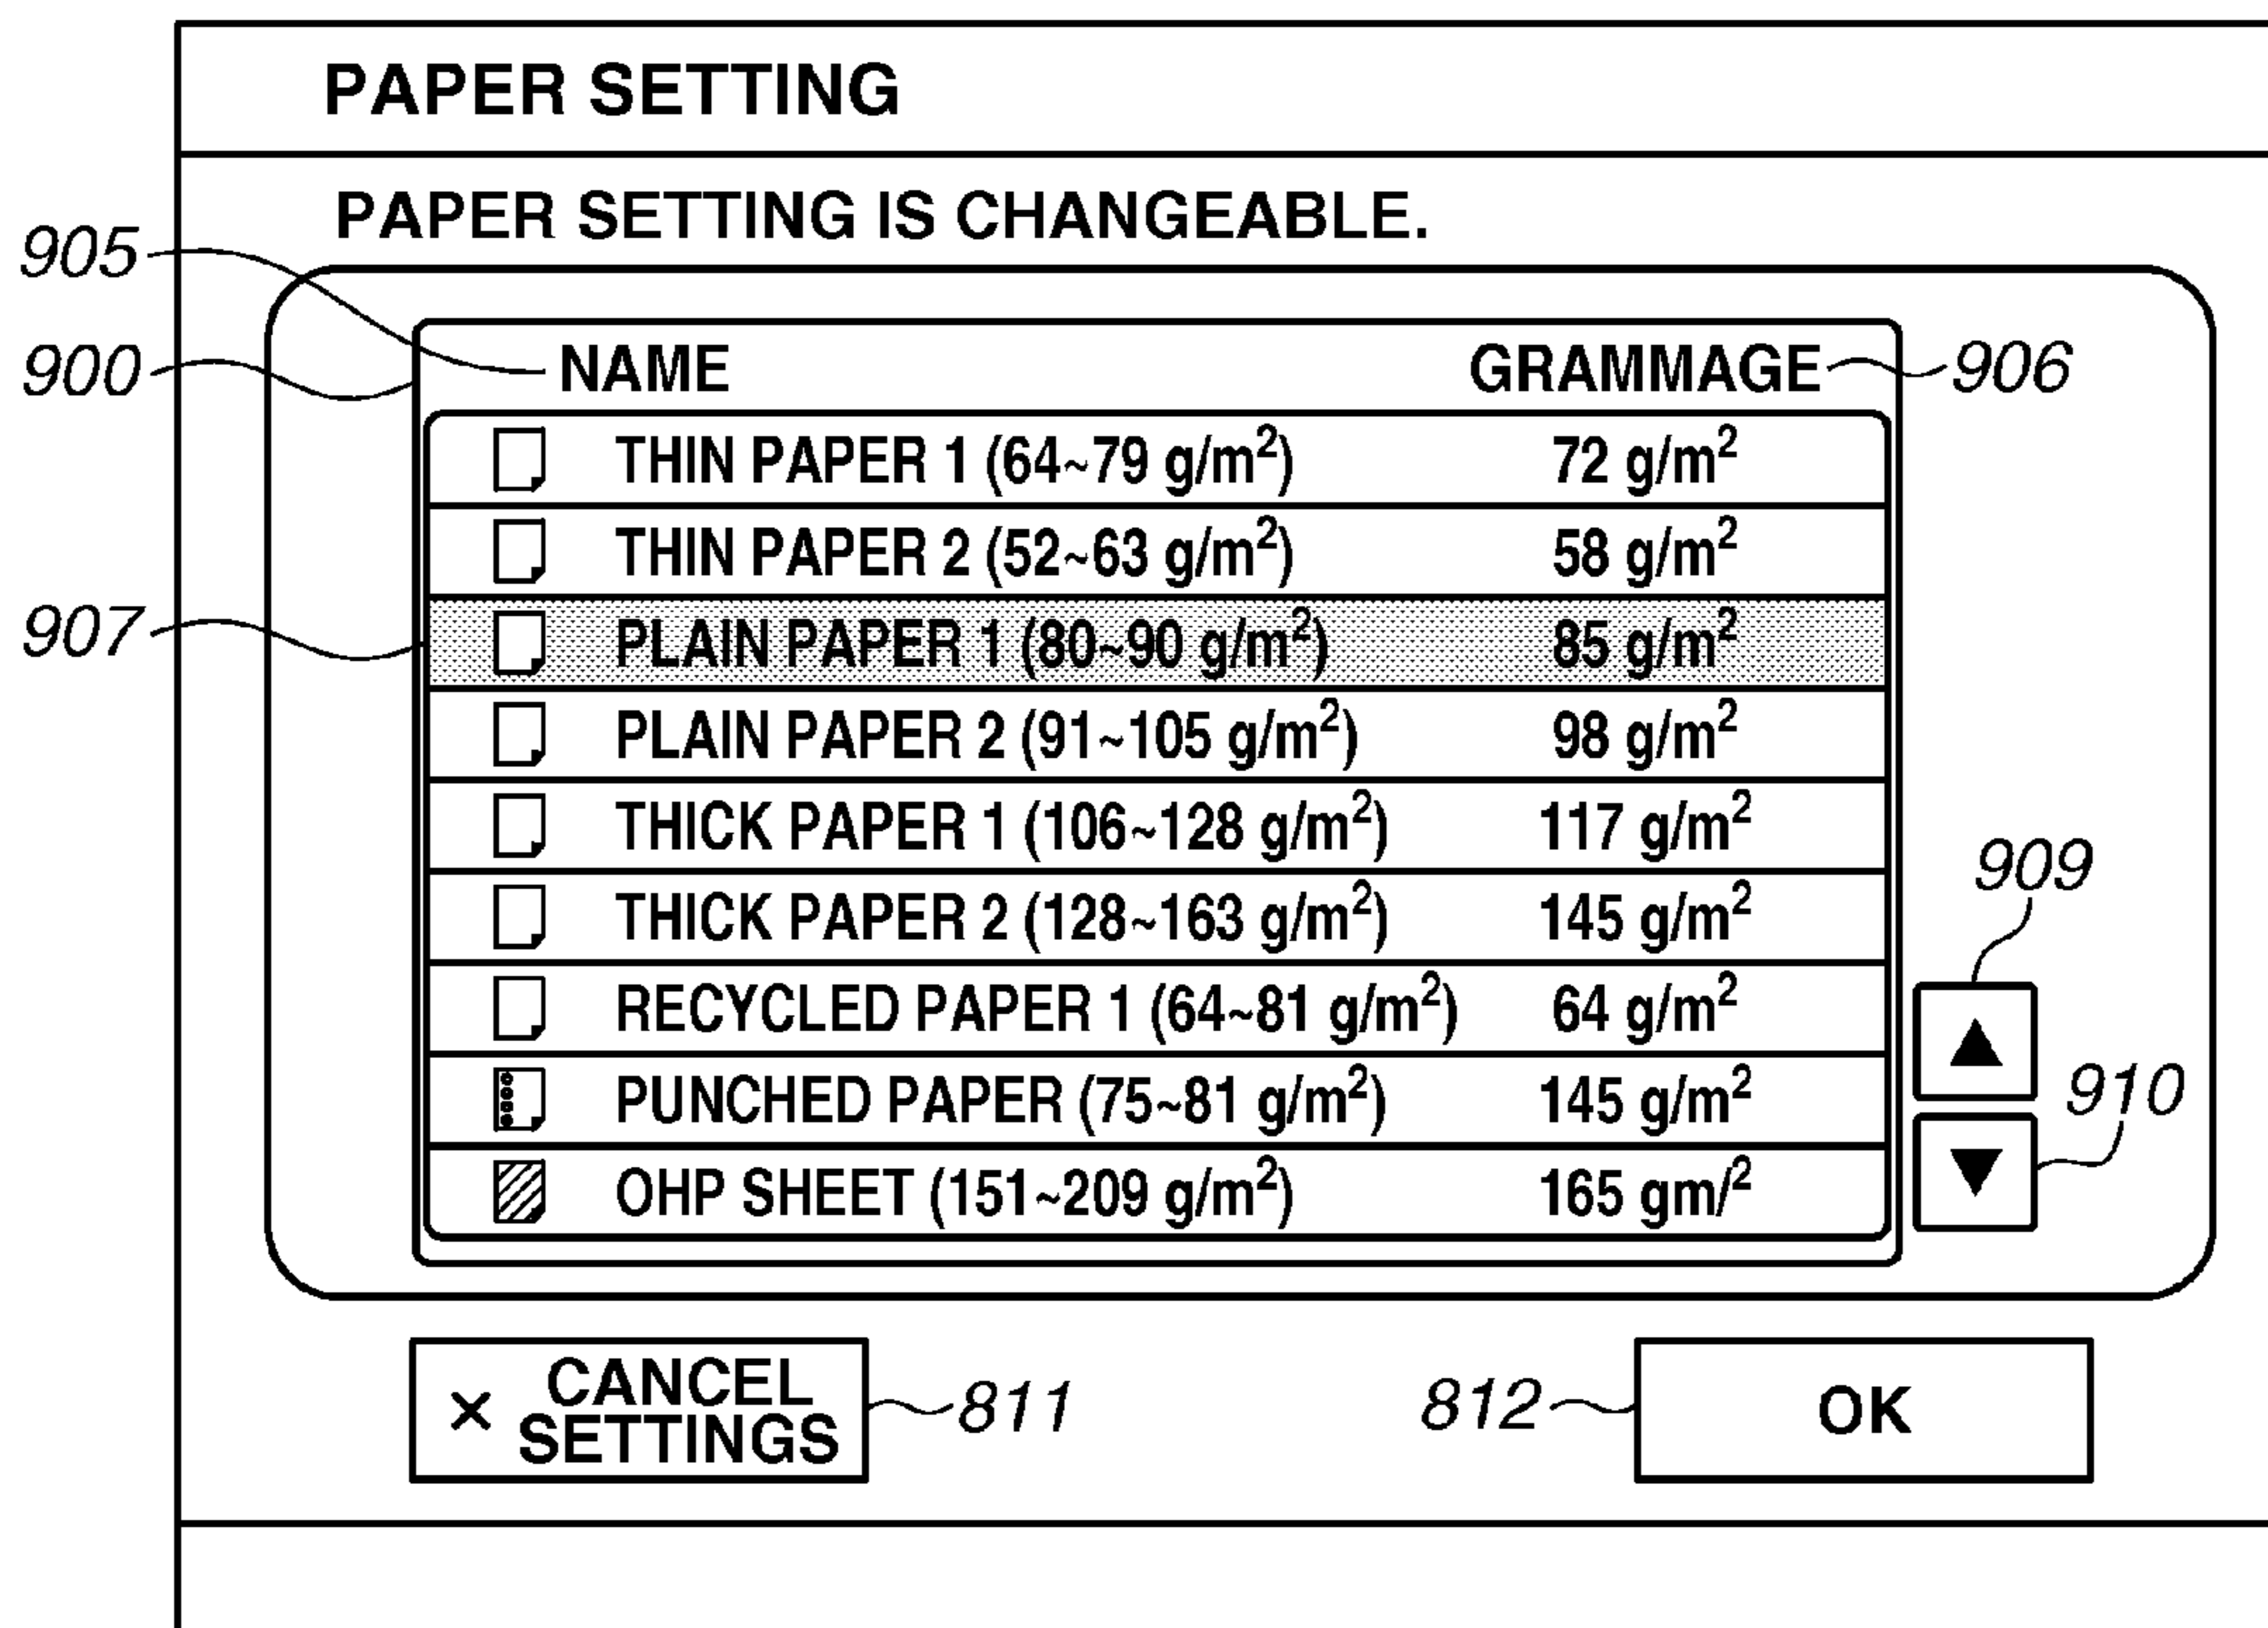 PAPER SETTING
PAPER SETTING IS CHANGEABLE.
905
900
NAME GRAMMAGE 906
THIN PAPER 1 (64~79 g/m²) 72 g/m²
THIN PAPER 2 (52~63 g/m²) 58 g/m²
907 PLAIN PAPER 1 (80~90 g/m²) 85 g/m²
PLAIN PAPER 2 (91~105 g/m²) 98 g/m²
THICK PAPER 1 (106~128 g/m²) 117 g/m²
909
THICK PAPER 2 (128~163 g/m²) 145 g/m²
RECYCLED PAPER 1 (64~81 g/m²) 64 g/m²
PUNCHED PAPER (75~81 g/m²) 145 g/m²
910
OHP SHEET (151~209 g/m²) 165 gm/²
× CANCEL
SETTINGS
811
812
OK